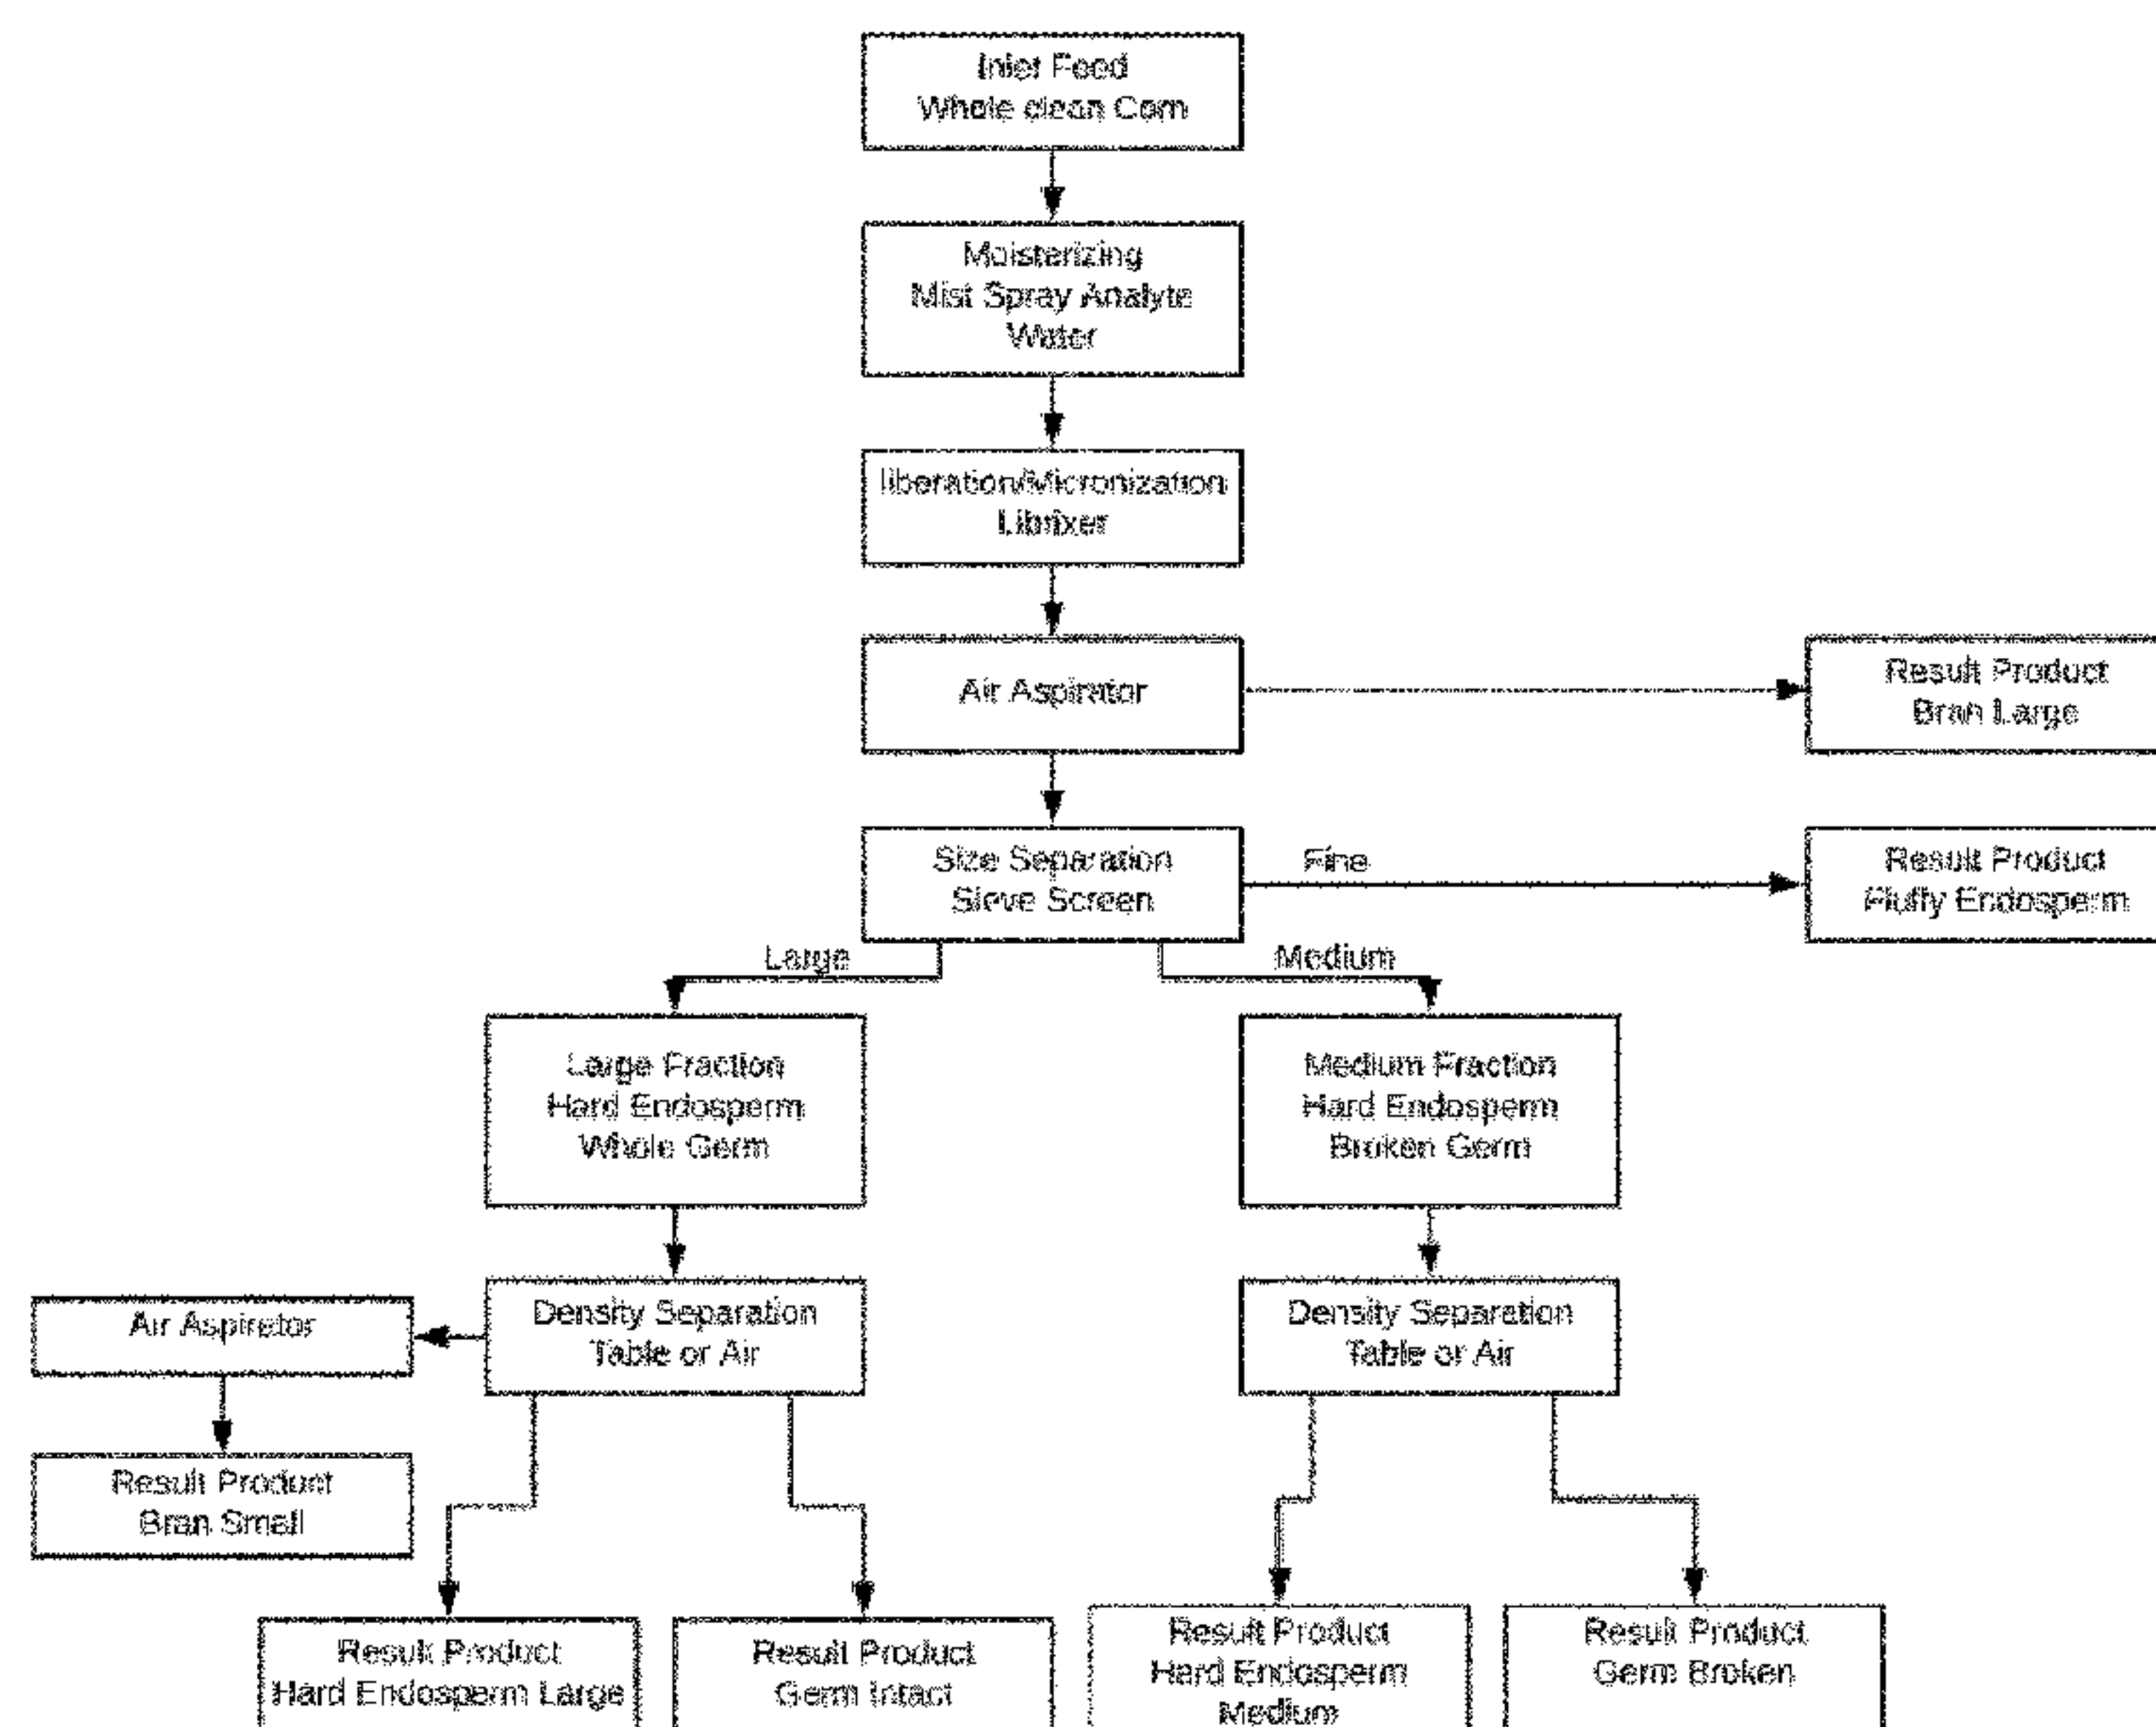 Inlet Feed
Whole clean Corn
Moisterizing
Mist Spray Analyte
Water
liberation/Micronization
Librixer
Air Aspirator
Result Product
Bran Large
Size Separation
Sieve Screen
Fine
Result Product
Fluffy Endosperm
Large
Medium
Large Fraction
Hard Endosperm
Whole Germ
Medium Fraction
Hard Endosperm
Broken Germ
Air Aspirator
Density Separation
Table or Air
Density Separation
Table or Air
Result Product
Bran Small
Result Product
Hard Endosperm Large
Result Product
Germ Intact
Result Product
Hard Endosperm
Medium
Result Product
Germ Broken